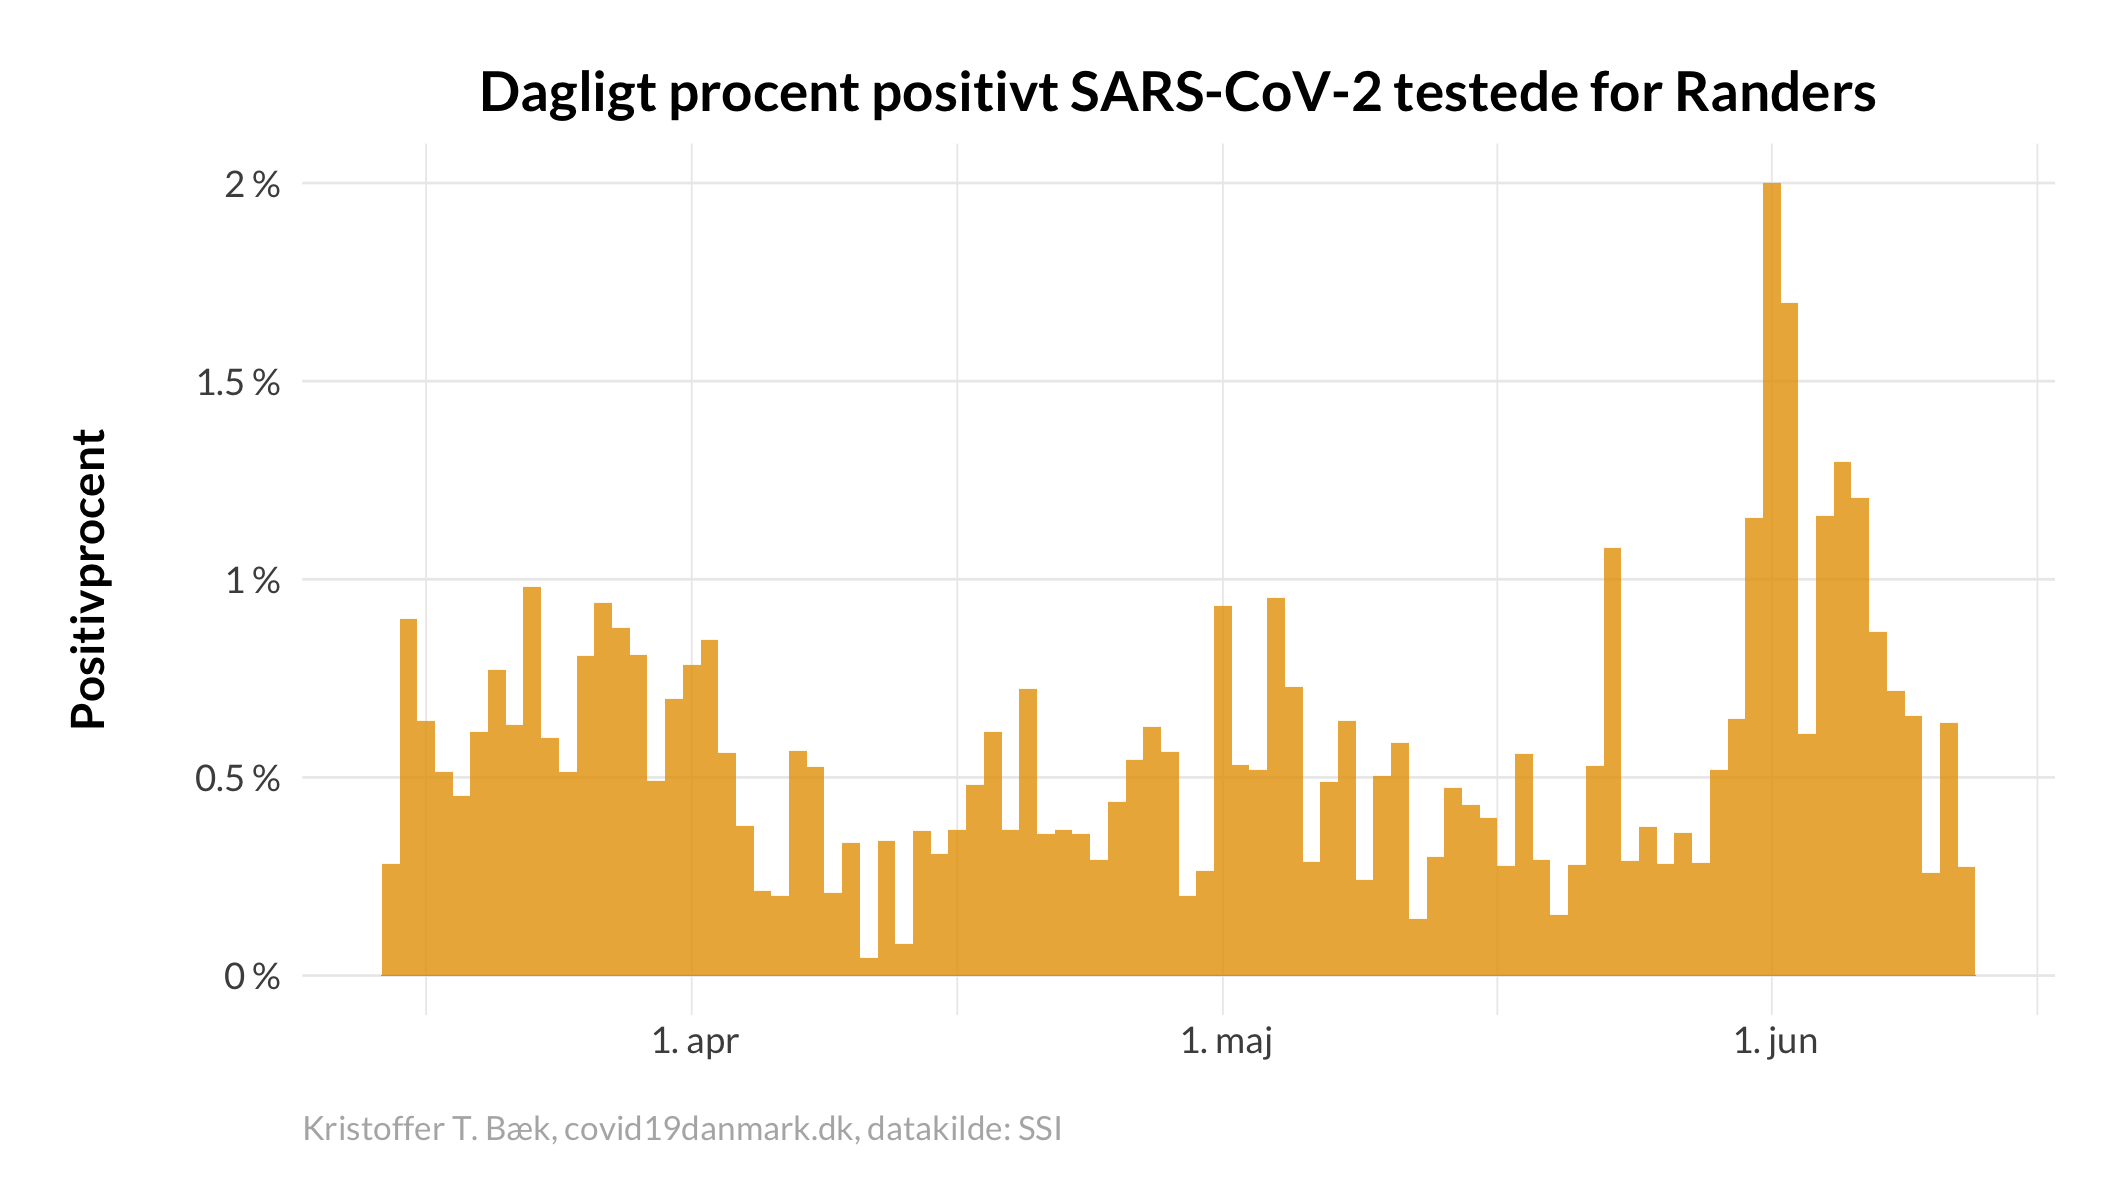 Dagligt procent positivt SARS-CoV-2 testede for Randers
2 %
1.5 %
1 %
0.5 %
0 %
Positivprocent
1. apr
1. maj
1. jun
Kristoffer T. Bæk, covid19danmark.dk, datakilde: SSI